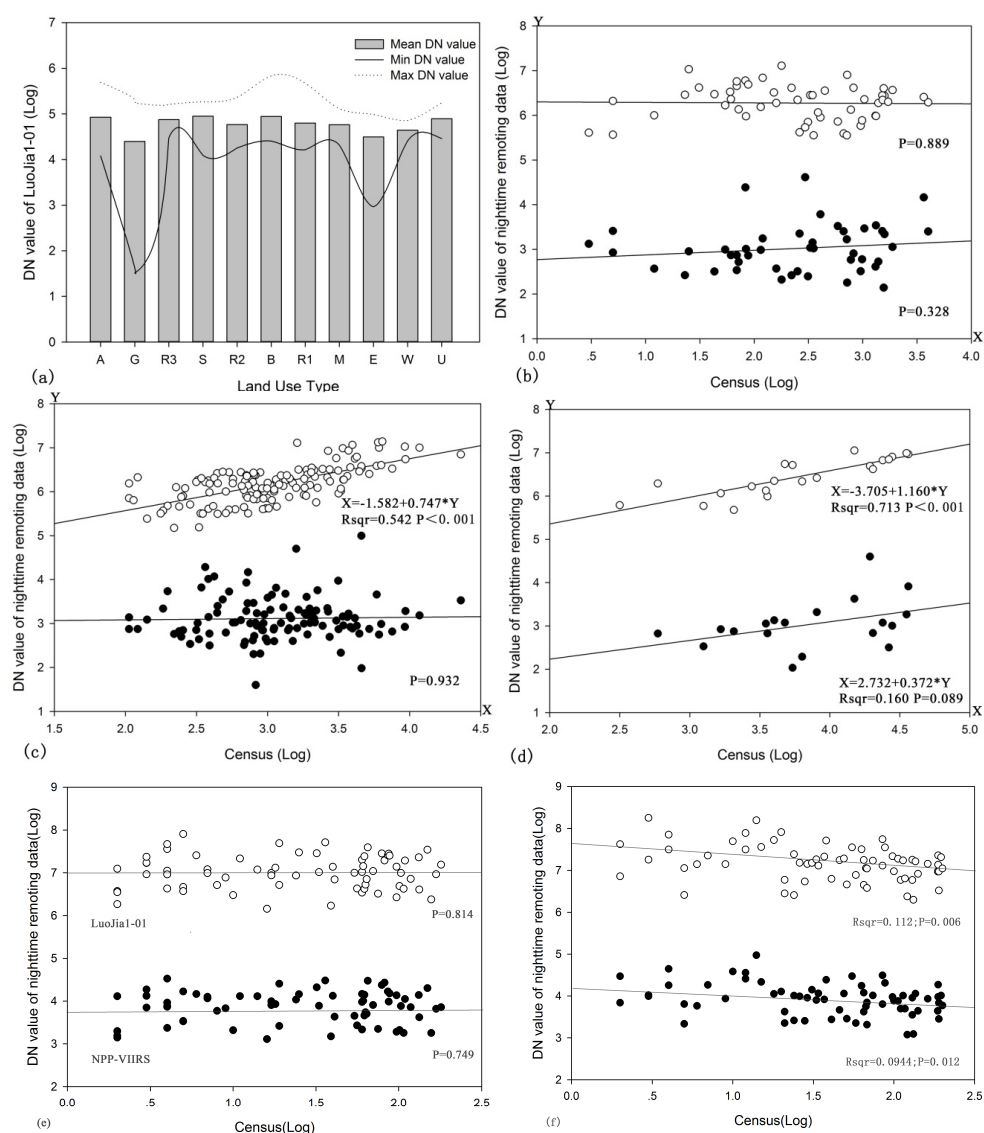 DN value of LuoJia1-01 (Log)
7
6
5
4
3
2
1
0
Mean DN value
Min DN value
Max DN value
A G R3 S R2 B R1 M E W U
Land Use Type
(a)
Y
DN value of nighttime remoting data (Log)
8
7
6
5
4
3
2
1
P=0.889
P=0.328
0.0 .5 1.0 1.5 2.0 2.5 3.0 3.5 4.0
X
Census (Log)
(b)
Y
DN value of nighttime remoting data (Log)
8
7
6
5
4
3
2
1
X=-1.582+0.747*Y
Rsqr=0.542 P<0.001
P=0.932
1.5 2.0 2.5 3.0 3.5 4.0 4.5
X
Census (Log)
(c)
Y
DN value of nighttime remoting data (Log)
8
7
6
5
4
3
2
1
X=-3.705+1.160*Y
Rsqr=0.713 P<0.001
X=2.732+0.372*Y
Rsqr=0.160 P=0.089
2.0 2.5 3.0 3.5 4.0 4.5 5.0
X
Census (Log)
(d)
DN value of nighttime remoting data(Log)
9
8
7
6
5
4
3
2
LuoJia1-01
P=0.814
NPP-VIIRS
P=0.749
0.0 .5 1.0 1.5 2.0 2.5
Census(Log)
(e)
DN value of nighttime remoting data(Log)
9
8
7
6
5
4
3
2
Rsqr=0.112;P=0.006
Rsqr=0.0944;P=0.012
0.0 .5 1.0 1.5 2.0 2.5
Census(Log)
(f)